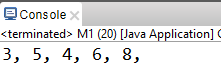 Console
<terminated> M1 (20) [Java Application] C
3, 5, 4, 6, 8,